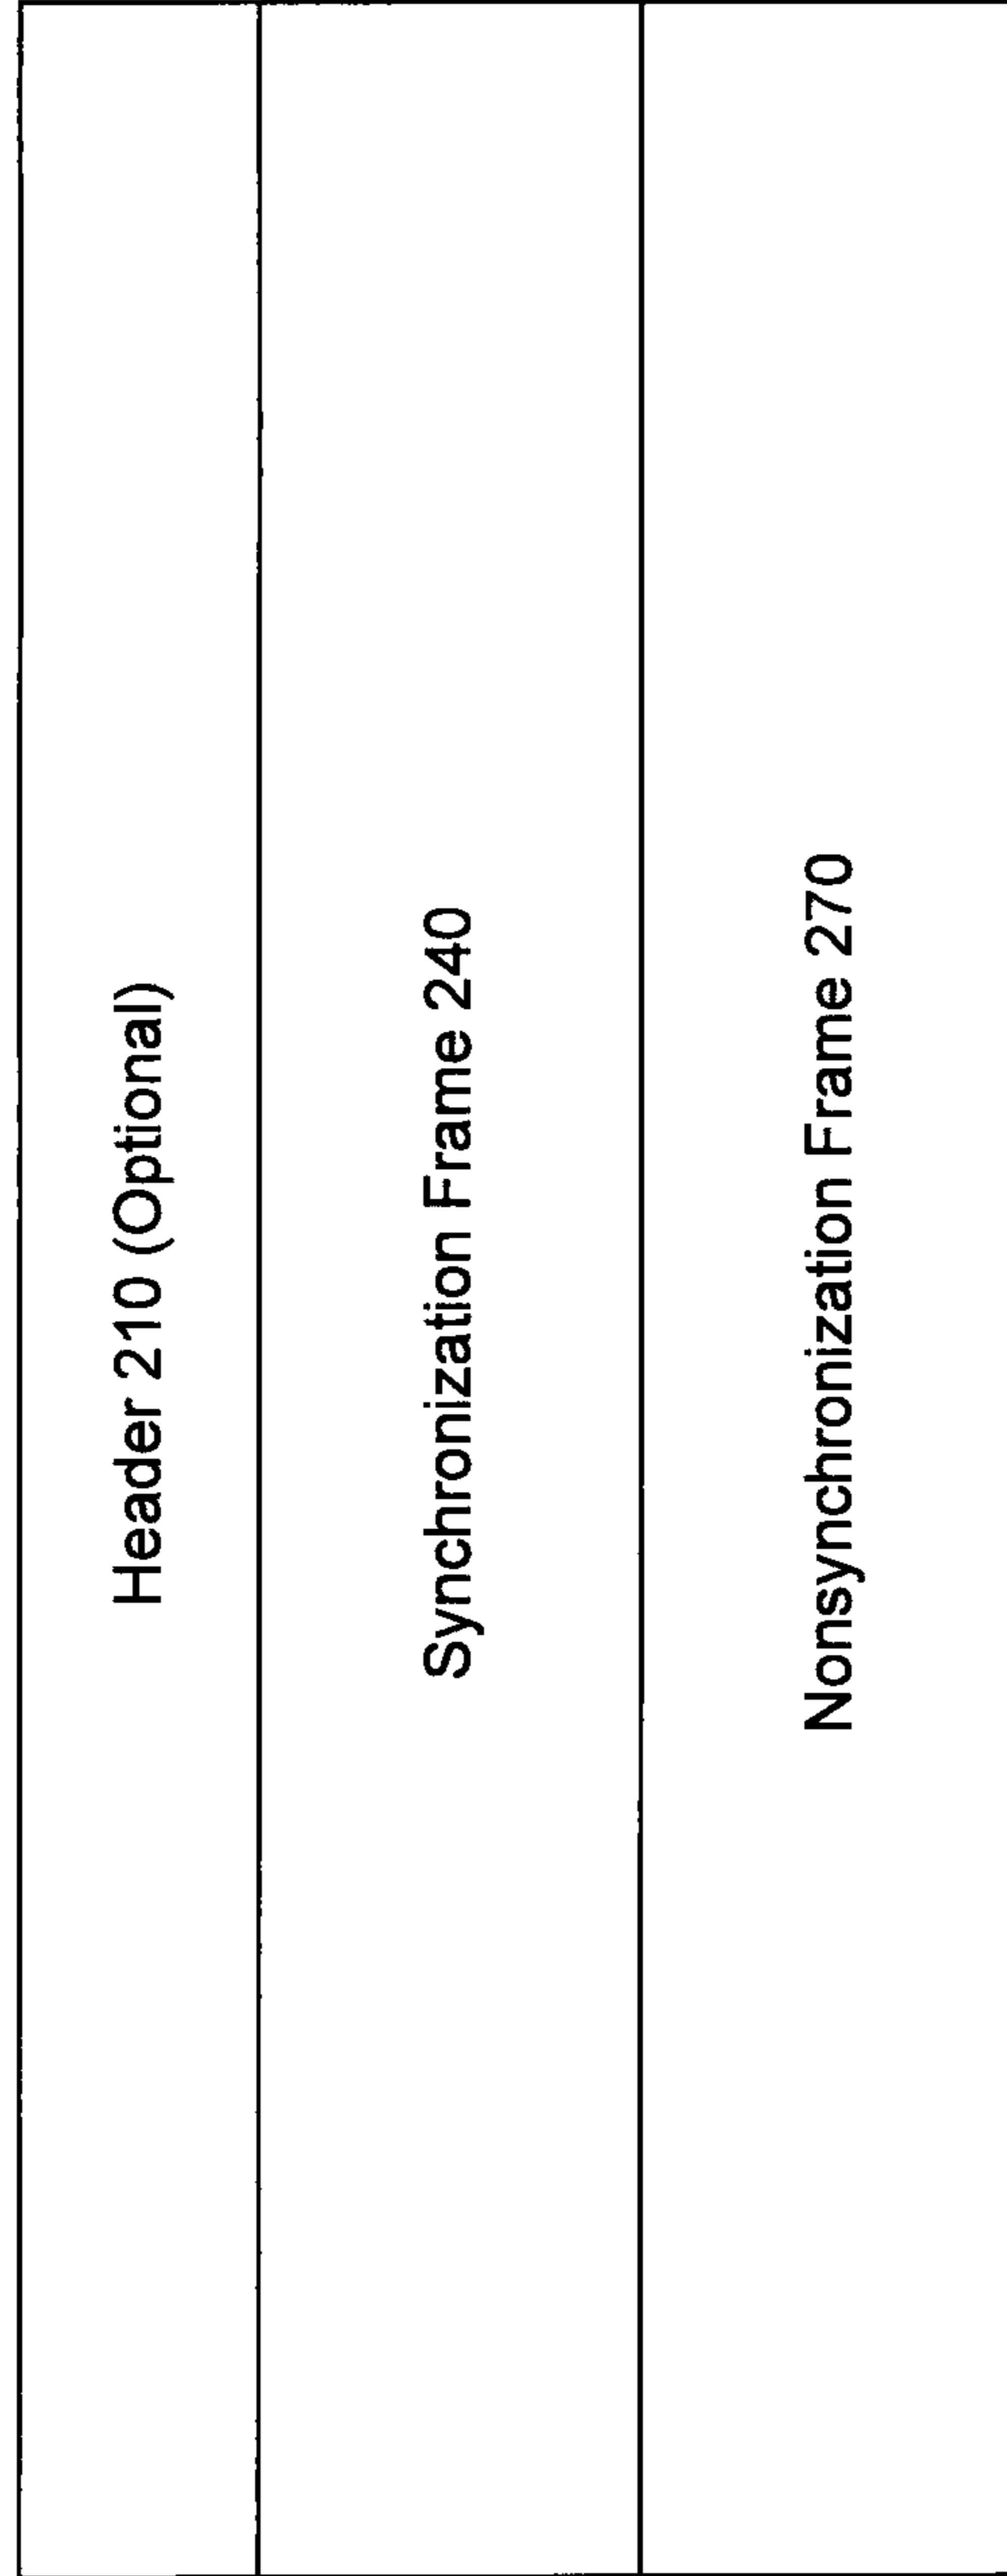 Header 210 (Optional)
Synchronization Frame 240
Nonsynchronization Frame 270